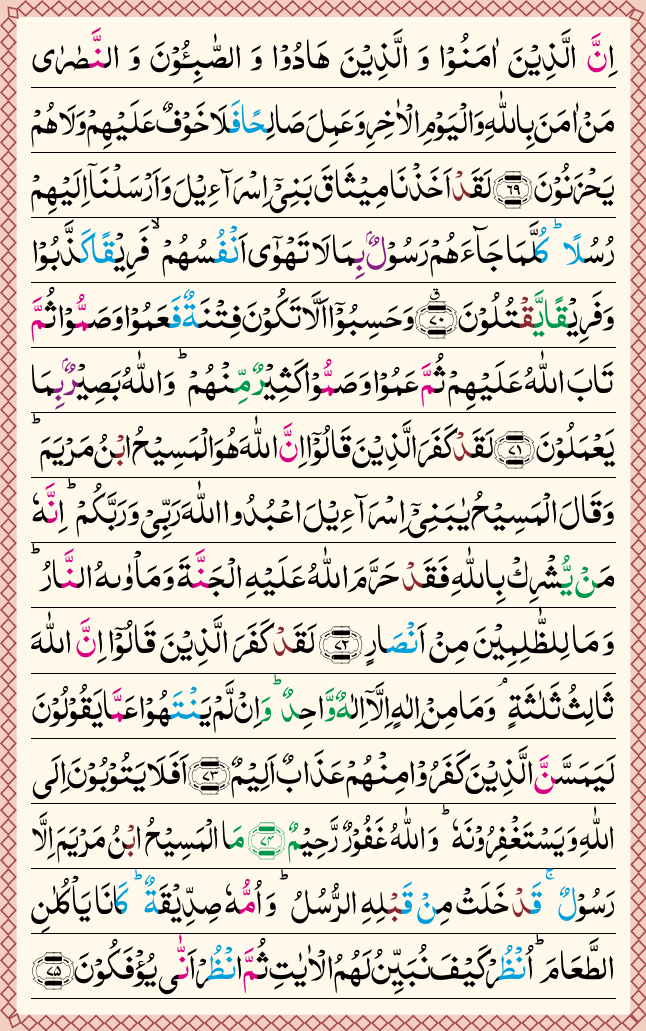 اِنَّ الَّذِيۡنَ اٰمَنُوۡا وَ الَّذِيۡنَ هَادُوۡا وَ الصّٰبِـُٔوۡنَ وَ النَّصٰرٰى
مَنۡ اٰمَنَ بِاللّٰهِ وَالۡيَوۡمِ الۡاٰخِرِ وَعَمِلَ صَالِحًا فَلَا خَوۡفٌ عَلَيۡهِمۡ وَلَا هُمۡ
يَحۡزَنُوۡنَ ‏﴿۶۹﴾‏ لَقَدۡ اَخَذۡنَا مِيۡثَاقَ بَنِىۡۤ اِسۡرَآءِيۡلَ وَاَرۡسَلۡنَاۤ اِلَيۡهِمۡ
رُسُلًا ؕ كُلَّمَا جَآءَهُمۡ رَسُوۡلٌۢ بِمَا لَا تَهۡوٰٓى اَنۡفُسُهُمۡ ۙ فَرِيۡقًا كَذَّبُوۡا
وَفَرِيۡقًا يَّقۡتُلُوۡنَ ‏﴿۷۰﴾‏ وَحَسِبُوۡۤا اَلَّا تَكُوۡنَ فِتۡنَةٌ فَعَمُوۡا وَصَمُّوۡا ثُمَّ
تَابَ اللّٰهُ عَلَيۡهِمۡ ثُمَّ عَمُوۡا وَصَمُّوۡا كَثِيۡرٌ مِّنۡهُمۡ ؕ وَاللّٰهُ بَصِيۡرٌۢ بِمَا
يَعۡمَلُوۡنَ ‏﴿۷۱﴾‏ لَقَدۡ كَفَرَ الَّذِيۡنَ قَالُوۡۤا اِنَّ اللّٰهَ هُوَ الۡمَسِيۡحُ ابۡنُ مَرۡيَمَ ؕ
وَقَالَ الۡمَسِيۡحُ يٰبَنِىۡۤ اِسۡرَآءِيۡلَ اعۡبُدُوا اللّٰهَ رَبِّىۡ وَرَبَّكُمۡ ؕ اِنَّهٗ
مَنۡ يُّشۡرِكۡ بِاللّٰهِ فَقَدۡ حَرَّمَ اللّٰهُ عَلَيۡهِ الۡجَـنَّةَ وَمَاۡوٰٮهُ النَّارُ ؕ
وَمَا لِلظّٰلِمِيۡنَ مِنۡ اَنۡصَارٍ ‏﴿۷۲﴾‏ لَقَدۡ كَفَرَ الَّذِيۡنَ قَالُوۡۤا اِنَّ اللّٰهَ
ثَالِثُ ثَلٰثَةٍ ۘ وَمَا مِنۡ اِلٰهٍ اِلَّاۤ اِلٰـهٌ وَّاحِدٌ ؕ وَاِنۡ لَّمۡ يَنۡتَهُوۡا عَمَّا يَقُوۡلُوۡنَ
لَيَمَسَّنَّ الَّذِيۡنَ كَفَرُوۡا مِنۡهُمۡ عَذَابٌ اَلِيۡمٌ ‏﴿۷۳﴾‏ اَفَلَا يَتُوۡبُوۡنَ اِلَى
اللّٰهِ وَيَسۡتَغۡفِرُوۡنَهٗ ؕ وَاللّٰهُ غَفُوۡرٌ رَّحِيۡمٌ ‏﴿۷۴﴾‏ مَا الۡمَسِيۡحُ ابۡنُ مَرۡيَمَ اِلَّا
رَسُوۡلٌ ۚ قَدۡ خَلَتۡ مِنۡ قَبۡلِهِ الرُّسُلُ ؕ وَاُمُّهٗ صِدِّيۡقَةٌ ؕ كَانَا يَاۡكُلٰنِ
الطَّعَامَ ؕ اُنْظُرۡ كَيۡفَ نُبَيِّنُ لَهُمُ الۡاٰيٰتِ ثُمَّ انْظُرۡ اَنّٰى يُؤۡفَكُوۡنَ ‏﴿۷۵﴾‏